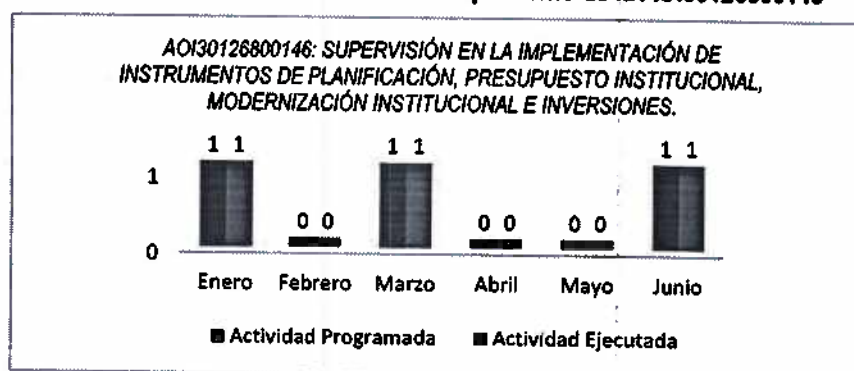 AOI30126800146: SUPERVISIÓN EN LA IMPLEMENTACIÓN DE
INSTRUMENTOS DE PLANIFICACIÓN, PRESUPUESTO INSTITUCIONAL,
MODERNIZACIÓN INSTITUCIONAL E INVERSIONES.
1 1 1 1 1 1
1
0 0 0 0 0 0
0
Enero Febrero Marzo Abril Mayo Junio
Actividad Programada Actividad Ejecutada